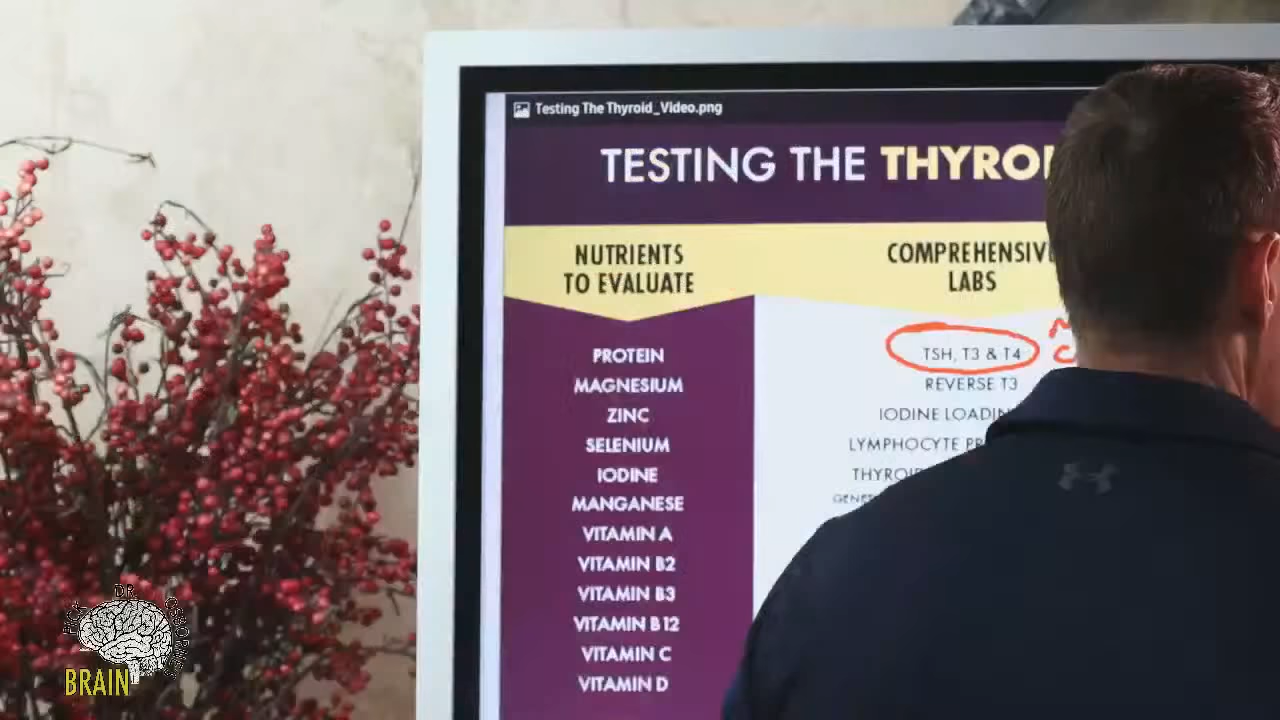 Testing The Thyroid_Video.png
TESTING THE
NUTRIENTS
TO EVALUATE
COMPREHENSIVE
LABS
PROTEIN
MAGNESIUM
ZINC
SELENIUM
IODINE
MANGANESE
VITAMIN A
VITAMIN B2
VITAMIN B3
VITAMIN B12
VITAMIN C
VITAMIN D
TSH, T3 & T4
REVERSE T3
IODINE
BRAIN